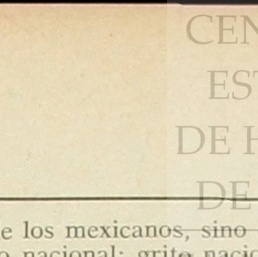 CEN
EST
DE H
DE
e los mexicanos, sino
o nacional: grito nacio